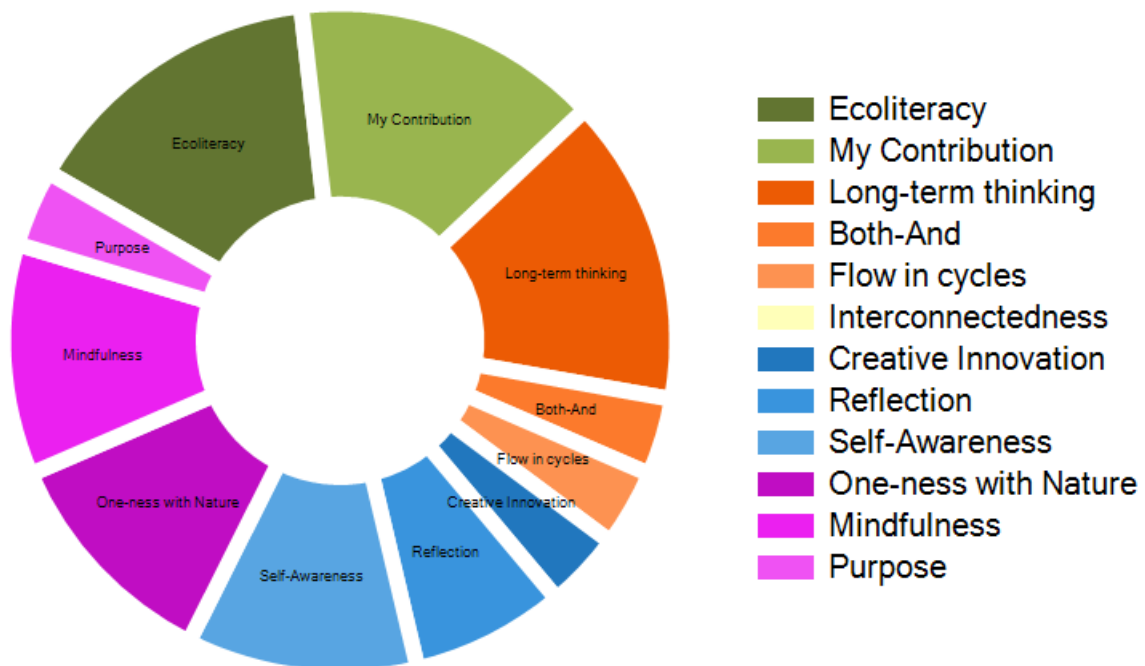 Ecoliteracy
My Contribution
Long-term thinking
Both-And
Flow in cycles
Creative Innovation
Reflection
Self-Awareness
One-ness with Nature
Mindfulness
Purpose
Ecoliteracy
My Contribution
Long-term thinking
Both-And
Flow in cycles
Interconnectedness
Creative Innovation
Reflection
Self-Awareness
One-ness with Nature
Mindfulness
Purpose